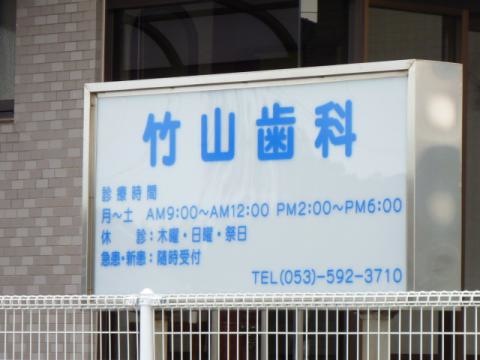 竹山歯科
診療時間
月～土 AM9:00～AM12:00 PM2:00～PM6:00
休 診：木曜・日曜・祭日
急患・新患：随時受付
TEL(053)-592-3710